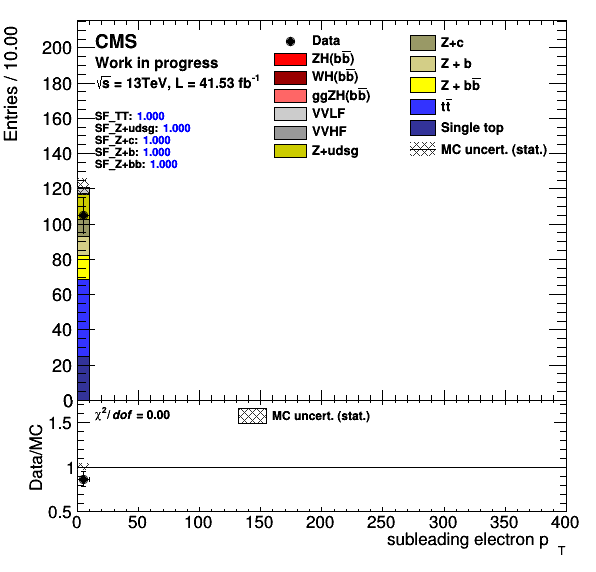 Entries / 10.00
200
180
160
140
120
100
80
60
40
20
0
CMS
Work in progress
√s = 13TeV, L = 41.53 fb⁻¹
SF_TT: 1.000
SF_Z+udsg: 1.000
SF_Z+c: 1.000
SF_Z+b: 1.000
SF_Z+bb: 1.000
Data
ZH(bb̅)
WH(bb̅)
ggZH(bb̅)
VVLF
VVHF
Z+udsg
Z+c
Z + b
Z + bb̅
tt̅
Single top
MC uncert. (stat.)
Data/MC
1.5
1
0.5
χ²/dof = 0.00
MC uncert. (stat.)
0 50 100 150 200 250 300 350 400
subleading electron p_T